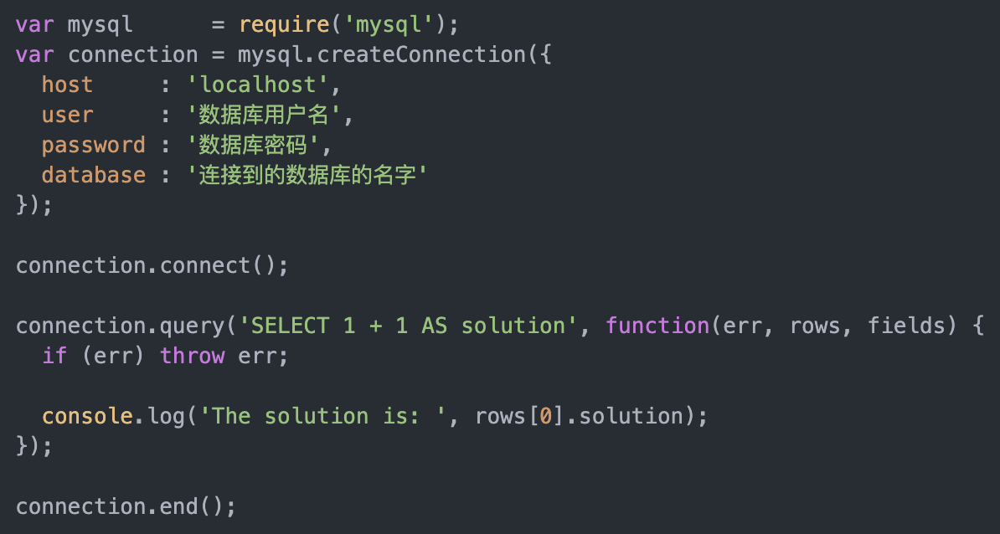 var mysql      = require('mysql');
var connection = mysql.createConnection({
  host     : 'localhost',
  user     : '数据库用户名',
  password : '数据库密码',
  database : '连接到的数据库的名字'
});

connection.connect();

connection.query('SELECT 1 + 1 AS solution', function(err, rows, fields) {
  if (err) throw err;

  console.log('The solution is: ', rows[0].solution);
});

connection.end();